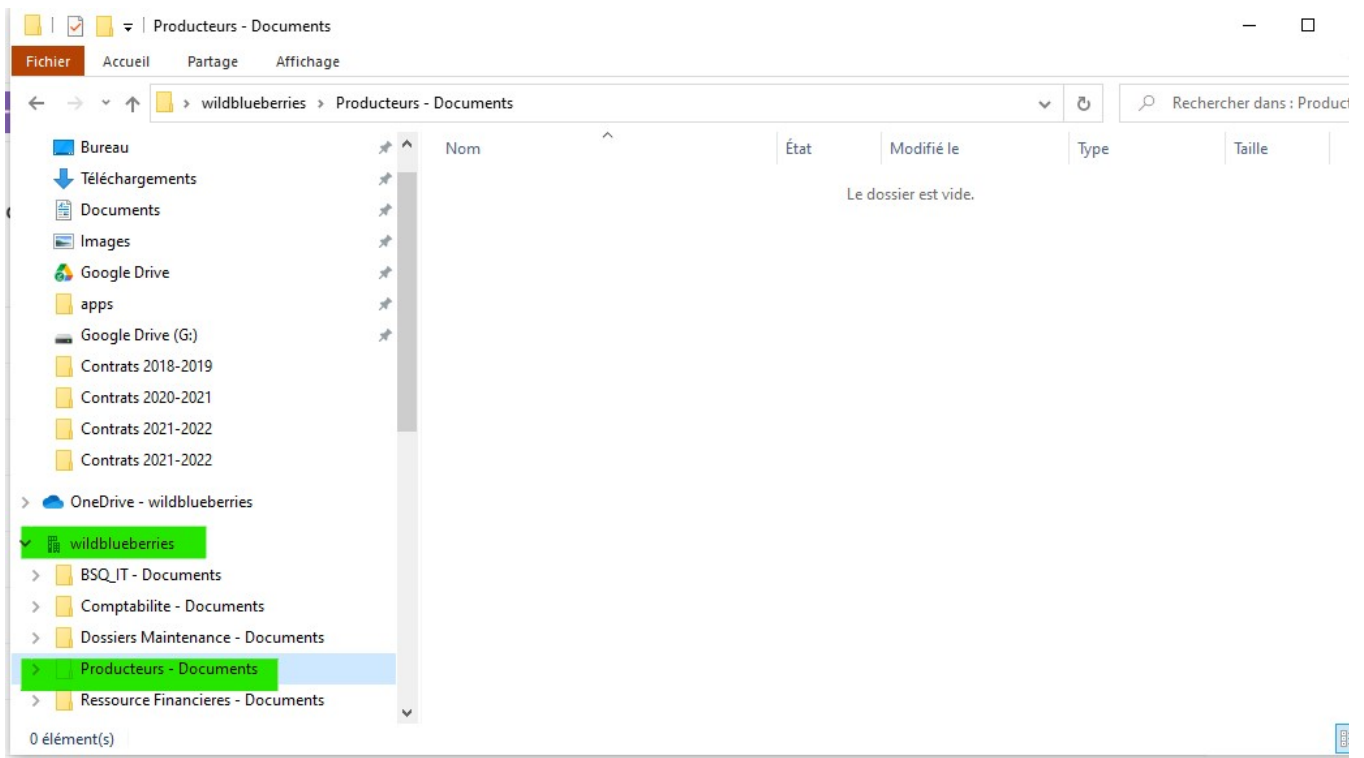 Producteurs - Documents
Fichier Accueil Partage Affichage
wildblueberries > Producteurs - Documents
Rechercher dans : Product
Nom État Modifié le Type Taille
Le dossier est vide.
Bureau
Téléchargements
Documents
Images
Google Drive
apps
Google Drive (G:)
Contrats 2018-2019
Contrats 2020-2021
Contrats 2021-2022
Contrats 2021-2022
OneDrive - wildblueberries
wildblueberries
BSQ_IT - Documents
Comptabilite - Documents
Dossiers Maintenance - Documents
Producteurs - Documents
Ressource Financieres - Documents
0 élément(s)